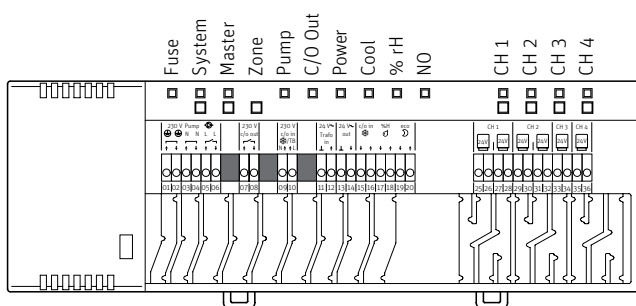 Fuse
System
Master
Zone
Pump
C/O Out
Power
Cool
% rH
NO
CH 1
CH 2
CH 3
CH 4
230 V Pump
N N L L
230 V
c/o out
230 V
c/o in
/TB
N L
24 V
Trafo
in
24 V
out
c/o in %H eco
CH 1 CH 2 CH 3 CH 4
24V 24V 24V 24V 24V 24V
01 02 03 04 05 06 07 08 09 10 11 12 13 14 15 16 17 18 19 20
25 26 27 28 29 30 31 32 33 34 35 36